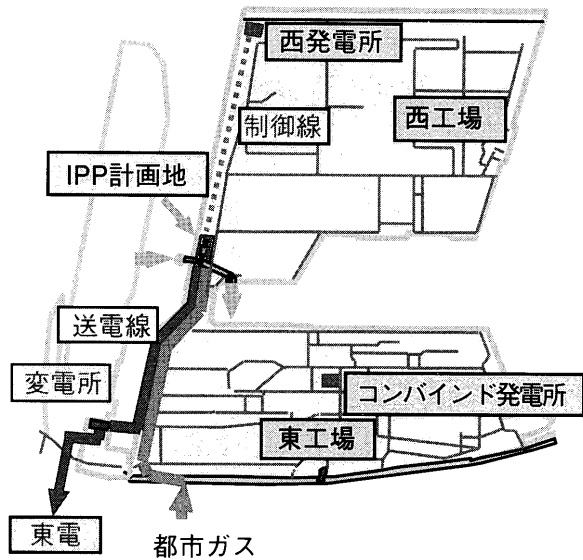 西発電所
制御線
西工場
IPP計画地
送電線
変電所
コンバインド発電所
東工場
東電
都市ガス